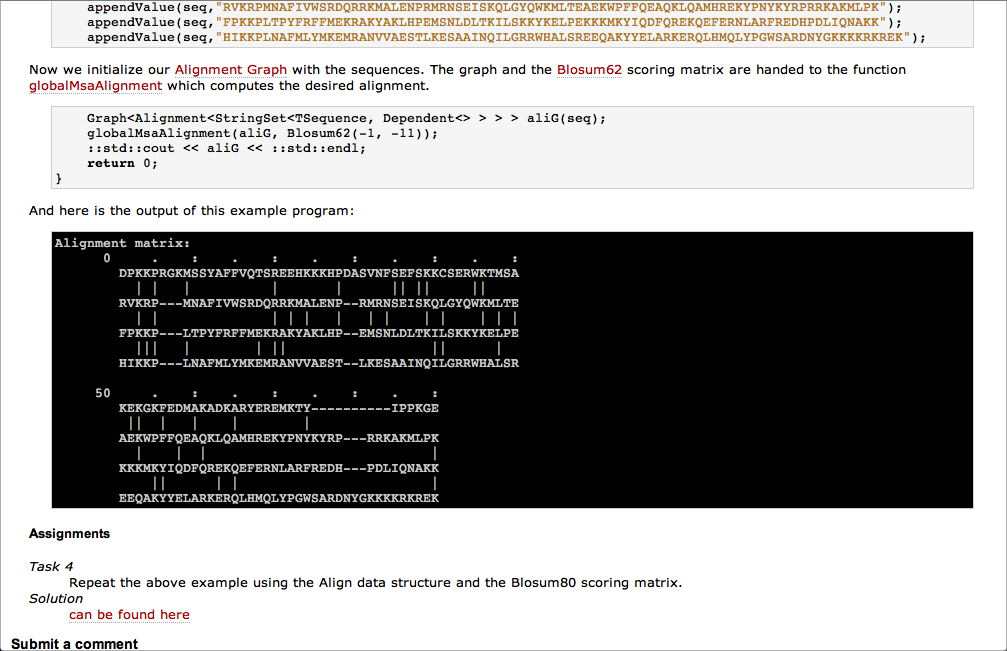 appendValue(seq,"RVKRPMNAFIVWSRDQRRKMALENPRMRNSEISKQLGYQWKMLTEAEKWPFFQEAQKLQAMHREKYPNYKYRPRRKAKMLPK");
appendValue(seq,"FPKKPLTPYFRFFMEKRAKYAKLHPEMSNLDLTKILSKKYKELPEKKKMKYIQDFQREKQEFERNLARFREDHPDLIQNAKK");
appendValue(seq,"HIKKPLNAFMLYMKEMRANVVAESTLKESAAINQILGRRWHALSREEQAKYYELARKERQLHMQLYPGWSARDNYGKKKKRKREK");
Now we initialize our Alignment Graph with the sequences. The graph and the Blosum62 scoring matrix are handed to the function
globalMsaAlignment which computes the desired alignment.
Graph<Alignment<StringSet<TSequence, Dependent<> > > > aliG(seq);
globalMsaAlignment(aliG, Blosum62(-1, -11));
::std::cout << aliG << ::std::endl;
return 0;
}
And here is the output of this example program:
Alignment matrix:
0     .    :    .    :    .    :    .    :    .    :
DPKKPRGKMSSYAFFVQTSREEHKKKHPDASVNFSEFSKKCSERWKTMSA
  | |   |          |       |      || ||     ||
RVKRP---MNAFIVWSRDQRRKMALENP--RMRNSEISKQLGYQWKMLTE
  | |              | | |   |   | |    | |    | | |
FPKKP---LTPYFRFFMEKRAKYAKLHP--EMSNLDLTKILSKKYKELPE
  |||   |        | ||                  ||      |
HIKKP---LNAFMLYMKEMRANVVAEST--LKESAAINQILGRRWHALSR
50     .    :    .    :    .    :    .    :
KEKGKFEDMAKADKARYEREMKTY----------IPPKGE
 || |   |    |        |
AEKWPFFQEAQKLQAMHREKYPNYKYRP---RRKAKMLPK
  |    |  |                            |
KKKMKYIQDFQREKQEFERNLARFREDH---PDLIQNAKK
    ||      | |                        |
EEQAKYYELARKERQLHMQLYPGWSARDNYGKKKKRKREK
Assignments
Task 4
Repeat the above example using the Align data structure and the Blosum80 scoring matrix.
Solution
can be found here
Submit a comment